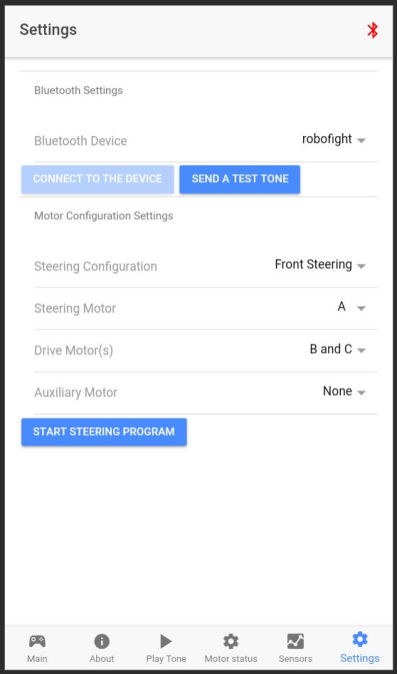 Settings
Bluetooth Settings
Bluetooth Device robofight
CONNECT TO THE DEVICE SEND A TEST TONE
Motor Configuration Settings
Steering Configuration Front Steering
Steering Motor A
Drive Motor(s) B and C
Auxiliary Motor None
START STEERING PROGRAM
Main About Play Tone Motor status Sensors Settings